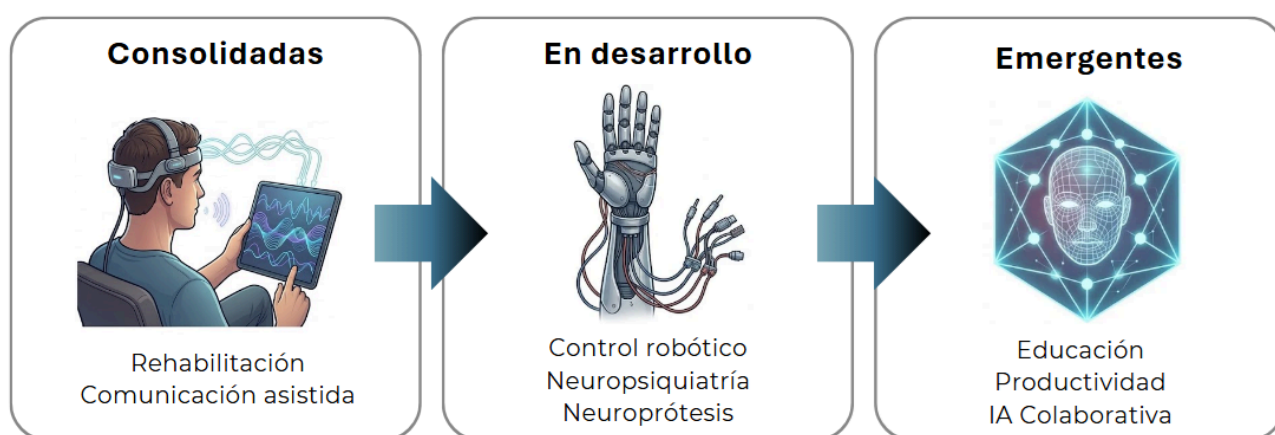 Consolidadas
Rehabilitación
Comunicación asistida
En desarrollo
Control robótico
Neuropsiquiatría
Neuroprótesis
Emergentes
Educación
Productividad
IA Colaborativa